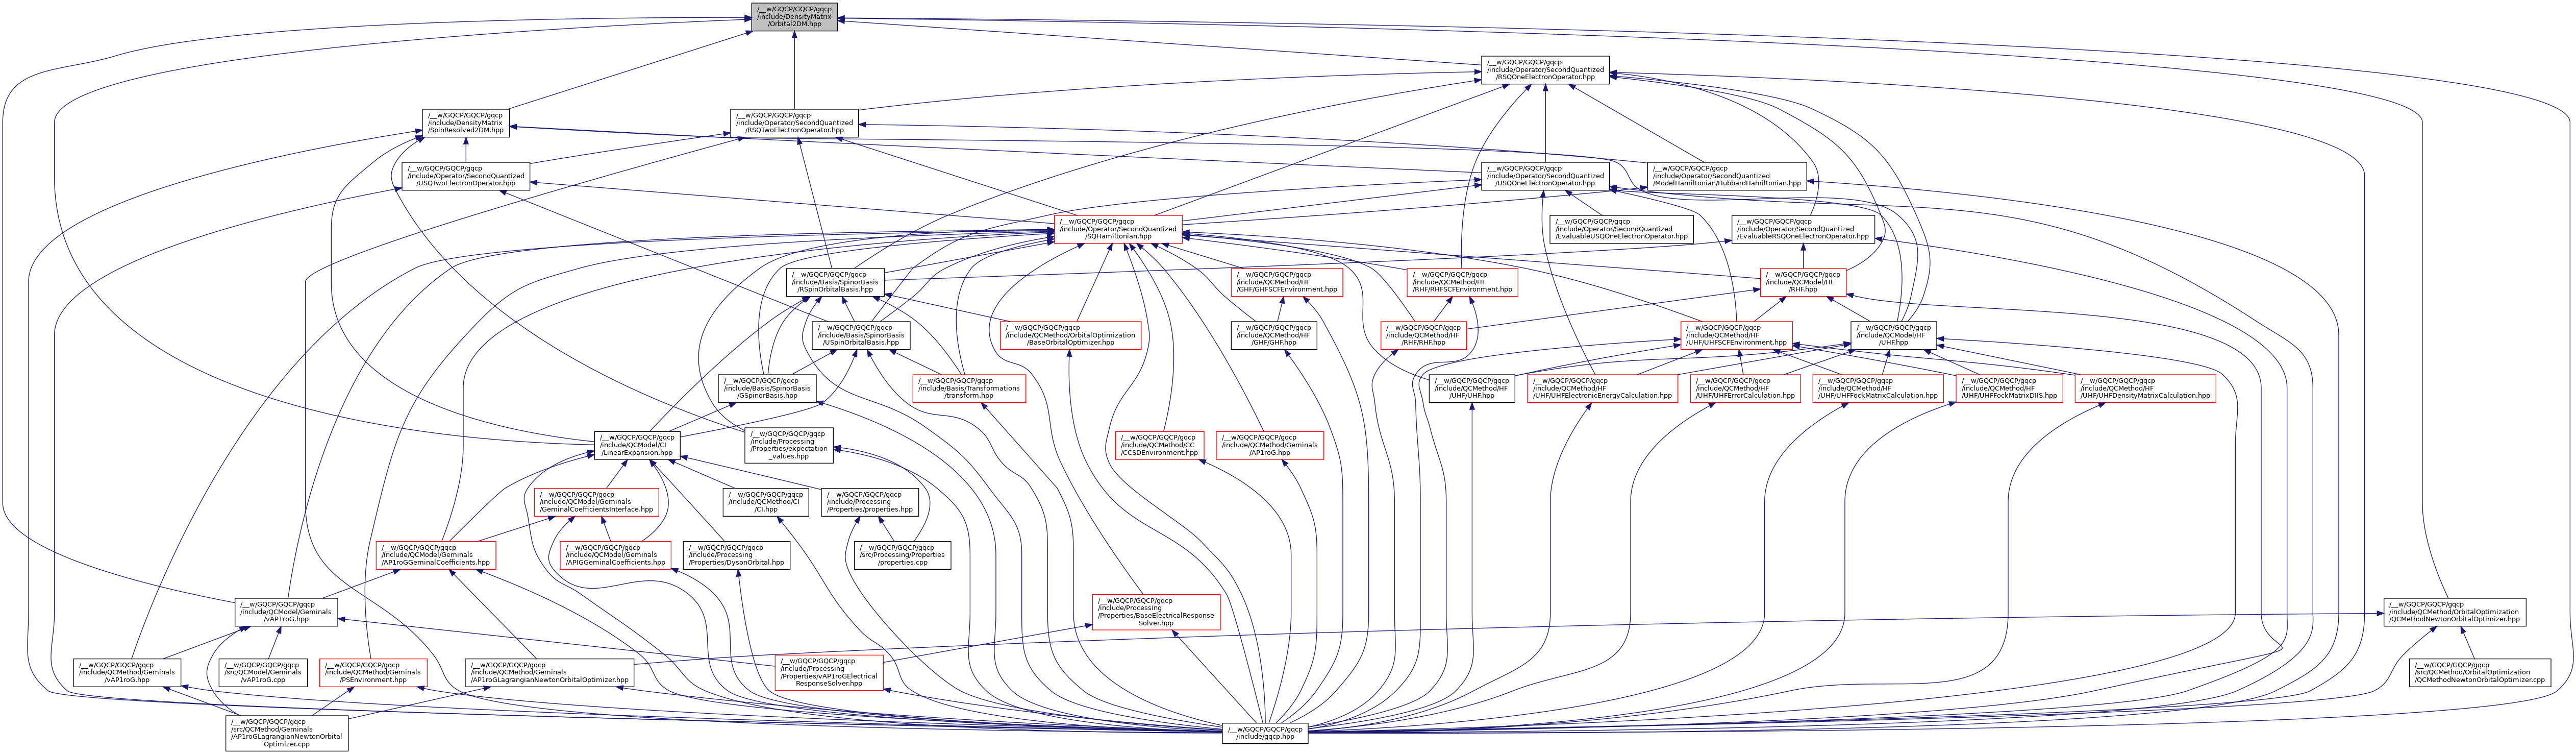 /__w/GQCP/GQCP/gqcp
/include/DensityMatrix
/Orbital2DM.hpp
/__w/GQCP/GQCP/gqcp
/include/Operator/SecondQuantized
/RSQOneElectronOperator.hpp
/__w/GQCP/GQCP/gqcp
/include/DensityMatrix
/SpinResolved2DM.hpp
/__w/GQCP/GQCP/gqcp
/include/Operator/SecondQuantized
/RSQTwoElectronOperator.hpp
/__w/GQCP/GQCP/gqcp
/include/Operator/SecondQuantized
/USQTwoElectronOperator.hpp
/__w/GQCP/GQCP/gqcp
/include/Operator/SecondQuantized
/USQOneElectronOperator.hpp
/__w/GQCP/GQCP/gqcp
/include/Operator/SecondQuantized
/ModelHamiltonian/HubbardHamiltonian.hpp
/__w/GQCP/GQCP/gqcp
/include/Operator/SecondQuantized
/SQHamiltonian.hpp
/__w/GQCP/GQCP/gqcp
/include/Operator/SecondQuantized
/EvaluableUSQOneElectronOperator.hpp
/__w/GQCP/GQCP/gqcp
/include/Operator/SecondQuantized
/EvaluableRSQOneElectronOperator.hpp
/__w/GQCP/GQCP/gqcp
/include/Basis/SpinorBasis
/RSpinOrbitalBasis.hpp
/__w/GQCP/GQCP/gqcp
/include/QCMethod/HF
/GHF/GHFSCFEnvironment.hpp
/__w/GQCP/GQCP/gqcp
/include/QCMethod/HF
/RHF/RHFSCFEnvironment.hpp
/__w/GQCP/GQCP/gqcp
/include/QCModel/HF
/RHF.hpp
/__w/GQCP/GQCP/gqcp
/include/Basis/SpinorBasis
/USpinOrbitalBasis.hpp
/__w/GQCP/GQCP/gqcp
/include/QCMethod/OrbitalOptimization
/BaseOrbitalOptimizer.hpp
/__w/GQCP/GQCP/gqcp
/include/QCMethod/HF
/GHF/GHF.hpp
/__w/GQCP/GQCP/gqcp
/include/QCMethod/HF
/RHF/RHF.hpp
/__w/GQCP/GQCP/gqcp
/include/QCMethod/HF
/UHF/UHFSCFEnvironment.hpp
/__w/GQCP/GQCP/gqcp
/include/QCModel/HF
/UHF.hpp
/__w/GQCP/GQCP/gqcp
/include/Basis/SpinorBasis
/GSpinorBasis.hpp
/__w/GQCP/GQCP/gqcp
/include/Basis/Transformations
/transform.hpp
/__w/GQCP/GQCP/gqcp
/include/QCMethod/HF
/UHF/UHF.hpp
/__w/GQCP/GQCP/gqcp
/include/QCMethod/HF
/UHF/UHFElectronicEnergyCalculation.hpp
/__w/GQCP/GQCP/gqcp
/include/QCMethod/HF
/UHF/UHFErrorCalculation.hpp
/__w/GQCP/GQCP/gqcp
/include/QCMethod/HF
/UHF/UHFFockMatrixCalculation.hpp
/__w/GQCP/GQCP/gqcp
/include/QCMethod/HF
/UHF/UHFFockMatrixDIIS.hpp
/__w/GQCP/GQCP/gqcp
/include/QCMethod/HF
/UHF/UHFDensityMatrixCalculation.hpp
/__w/GQCP/GQCP/gqcp
/include/QCModel/CI
/LinearExpansion.hpp
/__w/GQCP/GQCP/gqcp
/include/Processing
/Properties/expectation
_values.hpp
/__w/GQCP/GQCP/gqcp
/include/QCMethod/CC
/CCSDEnvironment.hpp
/__w/GQCP/GQCP/gqcp
/include/QCMethod/Geminals
/AP1roG.hpp
/__w/GQCP/GQCP/gqcp
/include/QCModel/Geminals
/GeminalCoefficientsInterface.hpp
/__w/GQCP/GQCP/gqcp
/include/QCMethod/CI
/CI.hpp
/__w/GQCP/GQCP/gqcp
/include/Processing
/Properties/properties.hpp
/__w/GQCP/GQCP/gqcp
/include/QCModel/Geminals
/AP1roGGeminalCoefficients.hpp
/__w/GQCP/GQCP/gqcp
/include/QCModel/Geminals
/APIGGeminalCoefficients.hpp
/__w/GQCP/GQCP/gqcp
/include/Processing
/Properties/DysonOrbital.hpp
/__w/GQCP/GQCP/gqcp
/src/Processing/Properties
/properties.cpp
/__w/GQCP/GQCP/gqcp
/include/QCModel/Geminals
/vAP1roG.hpp
/__w/GQCP/GQCP/gqcp
/include/Processing
/Properties/BaseElectricalResponse
Solver.hpp
/__w/GQCP/GQCP/gqcp
/include/QCMethod/OrbitalOptimization
/QCMethodNewtonOrbitalOptimizer.hpp
/__w/GQCP/GQCP/gqcp
/include/QCMethod/Geminals
/vAP1roG.hpp
/__w/GQCP/GQCP/gqcp
/src/QCModel/Geminals
/vAP1roG.cpp
/__w/GQCP/GQCP/gqcp
/include/QCMethod/Geminals
/PSEnvironment.hpp
/__w/GQCP/GQCP/gqcp
/include/QCMethod/Geminals
/AP1roGLagrangianNewtonOrbitalOptimizer.hpp
/__w/GQCP/GQCP/gqcp
/include/Processing
/Properties/vAP1roGElectrical
ResponseSolver.hpp
/__w/GQCP/GQCP/gqcp
/src/QCMethod/OrbitalOptimization
/QCMethodNewtonOrbitalOptimizer.cpp
/__w/GQCP/GQCP/gqcp
/src/QCMethod/Geminals
/AP1roGLagrangianNewtonOrbital
Optimizer.cpp
/__w/GQCP/GQCP/gqcp
/include/gqcp.hpp